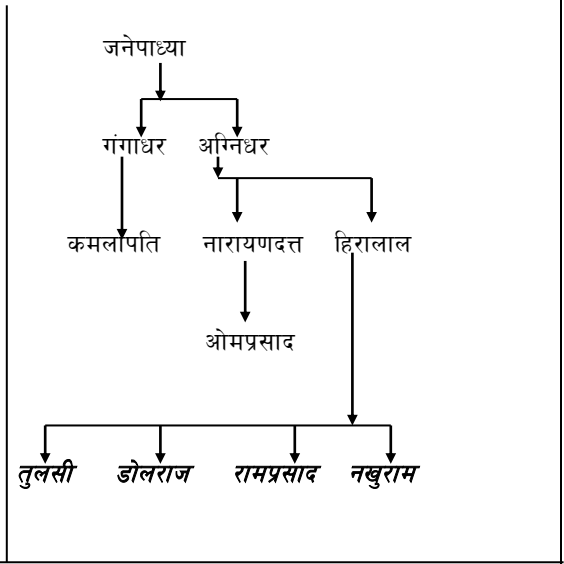 जनेपाध्या
गंगाधर अग्निधर
कमलापति नारायणदत्त हिरालाल
ओमप्रसाद
तुलसी डोलराज रामप्रसाद नखुराम